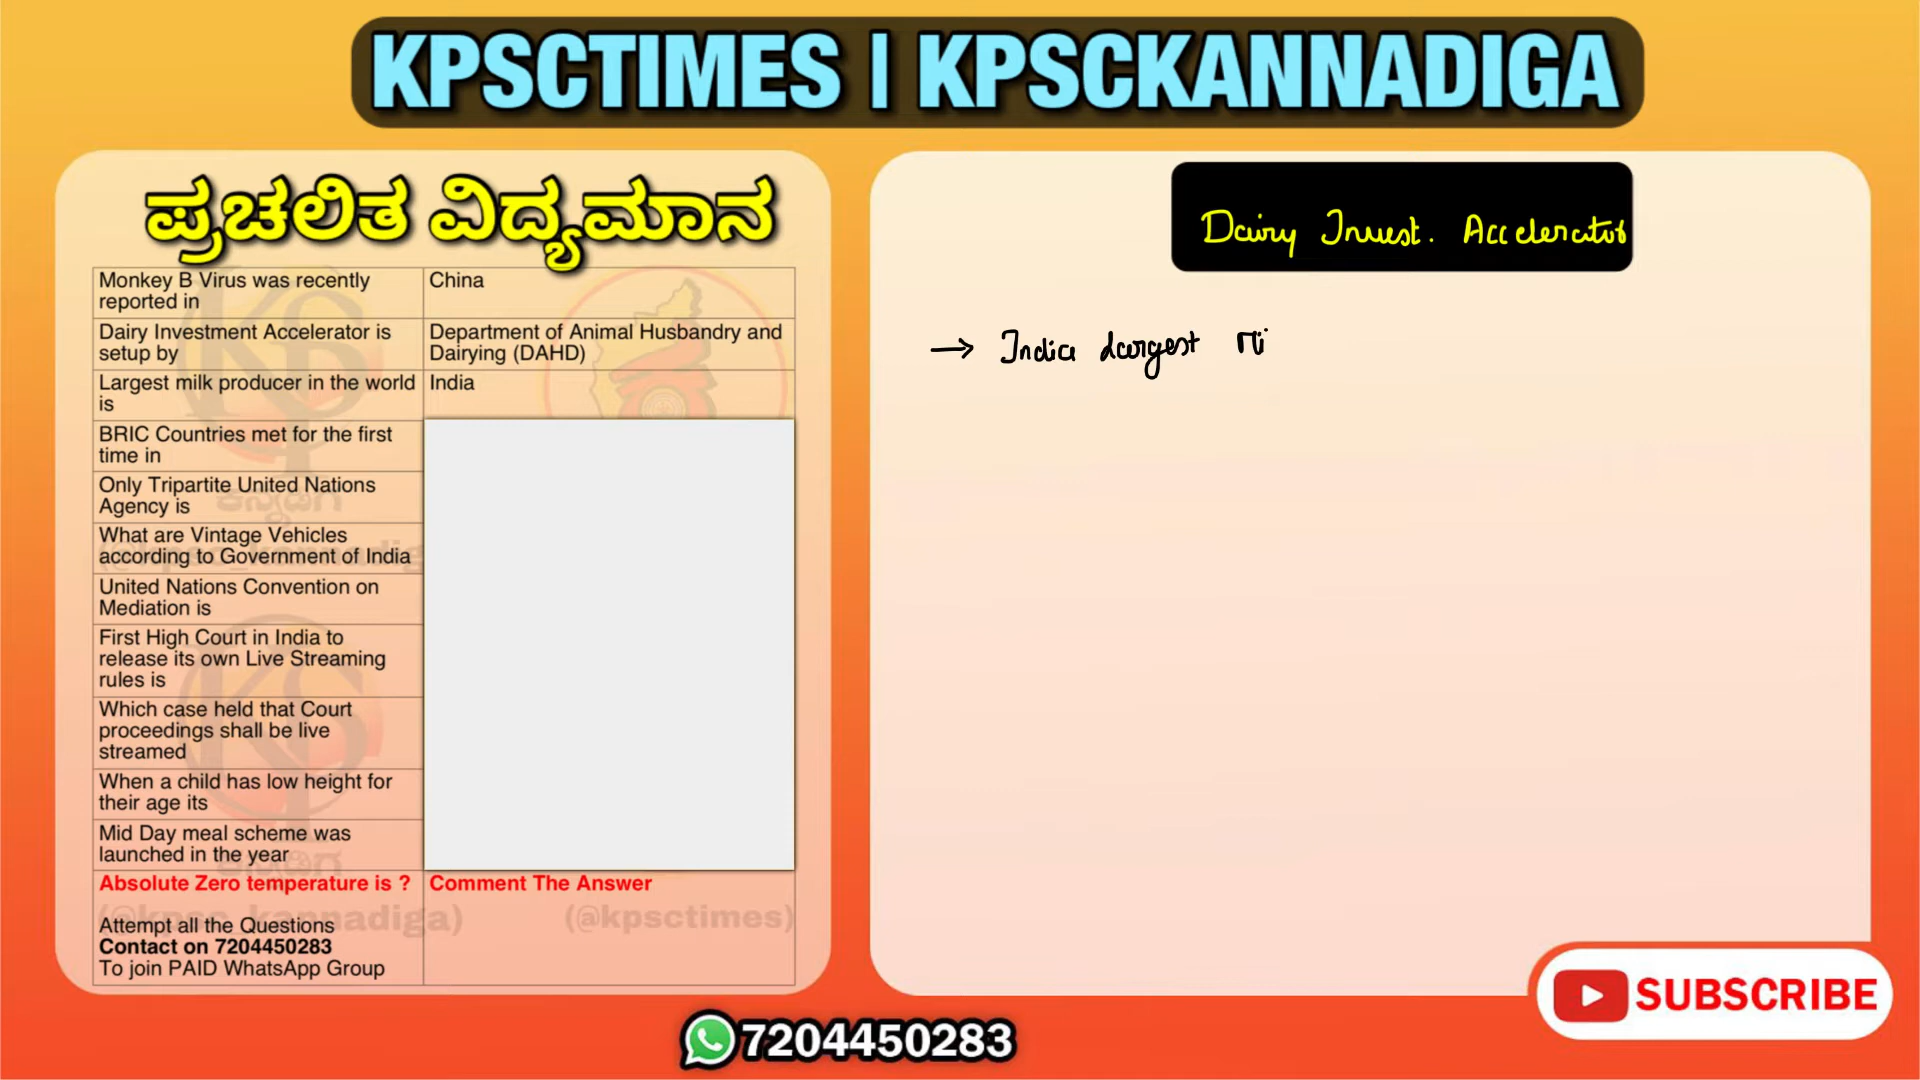 KPSCTIMES | KPSCKANNADIGA
ಪ್ರಚಲಿತ ವಿದ್ಯಮಾನ
Monkey B Virus was recently
reported in
China
Dairy Investment Accelerator is
setup by
Department of Animal Husbandry and
Dairying (DAHD)
Largest milk producer in the world
is
India
BRIC Countries met for the first
time in
Only Tripartite United Nations
Agency is
What are Vintage Vehicles
according to Government of India
United Nations Convention on
Mediation is
First High Court in India to
release its own Live Streaming
rules is
Which case held that Court
proceedings shall be live
streamed
When a child has low height for
their age its
Mid Day meal scheme was
launched in the year
Absolute Zero temperature is ?
Comment The Answer
(@kpsc_kannadiga)
(@kpsctimes)
Attempt all the Questions
Contact on 7204450283
To join PAID WhatsApp Group
Dairy Invest. Accelerator
→ India Largest Mi
SUBSCRIBE
7204450283